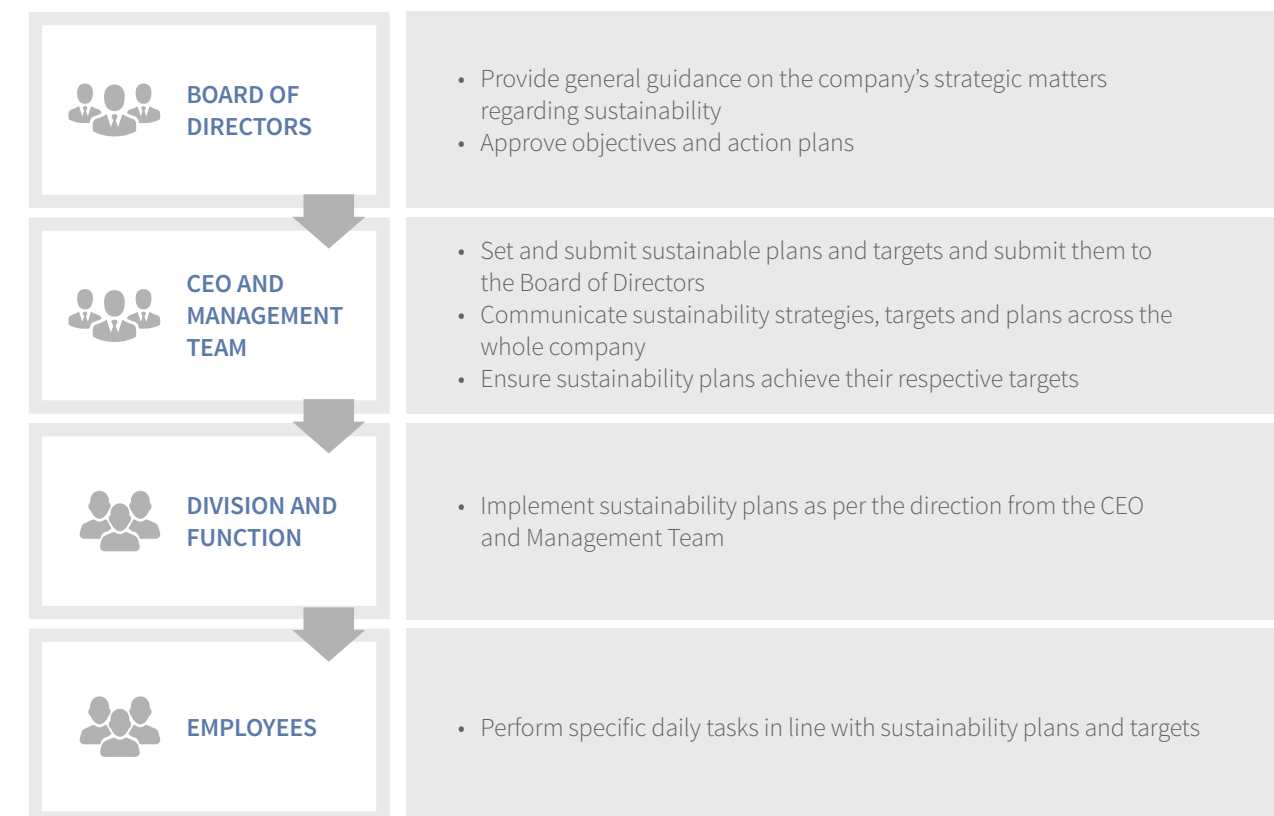 BOARD OF
DIRECTORS
• Provide general guidance on the company’s strategic matters
regarding sustainability
• Approve objectives and action plans
CEO AND
MANAGEMENT
TEAM
• Set and submit sustainable plans and targets and submit them to
the Board of Directors
• Communicate sustainability strategies, targets and plans across the
whole company
• Ensure sustainability plans achieve their respective targets
DIVISION AND
FUNCTION
• Implement sustainability plans as per the direction from the CEO
and Management Team
EMPLOYEES
• Perform specific daily tasks in line with sustainability plans and targets